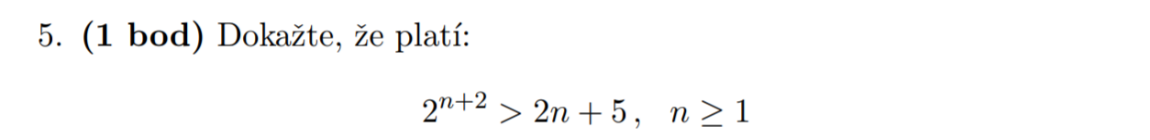 5. (1 bod) Dokažte, že platí:
2^{n+2} > 2n + 5 ,  n ≥ 1